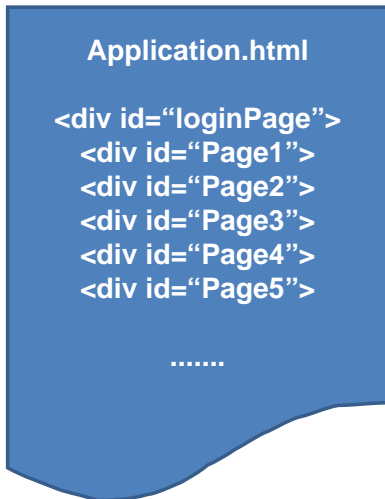 Application.html
<div id=“loginPage”>
<div id=“Page1”>
<div id=“Page2”>
<div id=“Page3”>
<div id=“Page4”>
<div id=“Page5”>
.......